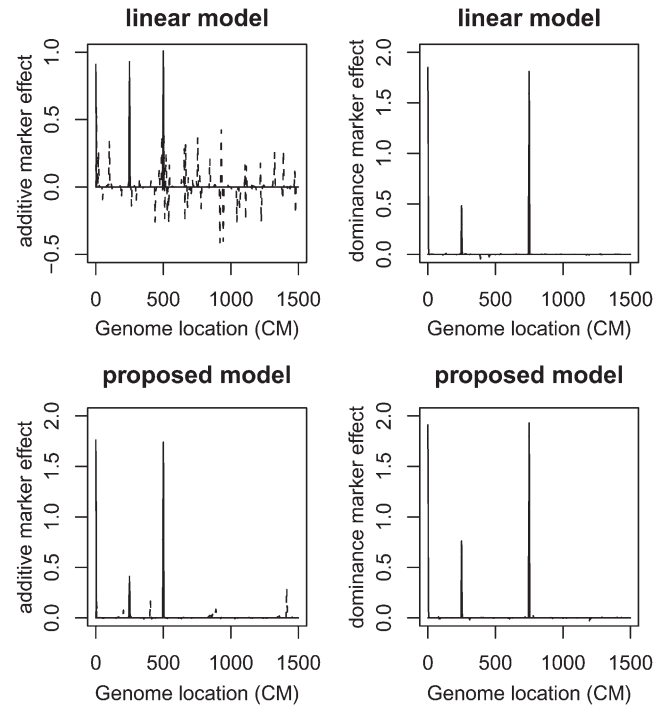 linear model
additive marker effect
−0.5 0.0 0.5 1.0
0 500 1000 1500
Genome location (CM)
linear model
dominance marker effect
0.0 0.5 1.0 1.5 2.0
0 500 1000 1500
Genome location (CM)
proposed model
additive marker effect
0.0 0.5 1.0 1.5 2.0
0 500 1000 1500
Genome location (CM)
proposed model
dominance marker effect
0.0 0.5 1.0 1.5 2.0
0 500 1000 1500
Genome location (CM)